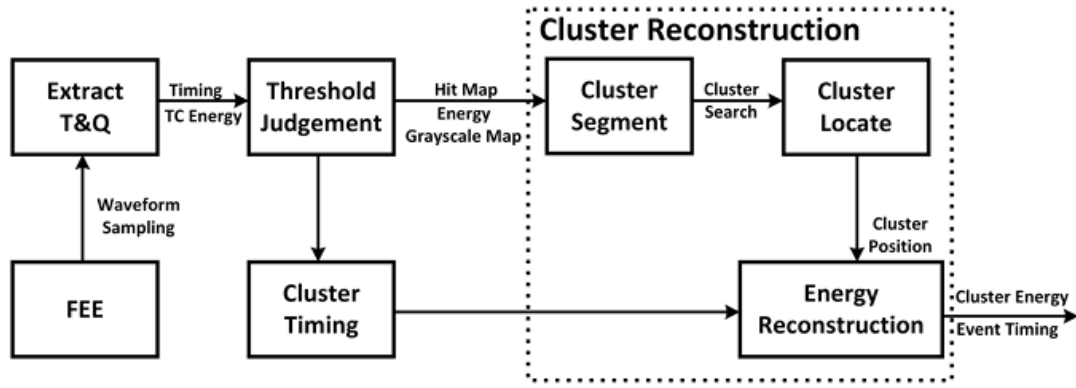 Cluster Reconstruction
Extract
T&Q
Timing
TC Energy
Threshold
Judgement
Hit Map
Energy
Grayscale Map
Cluster
Segment
Cluster
Search
Cluster
Locate
Waveform
Sampling
Cluster
Position
FEE
Cluster
Timing
Energy
Reconstruction
Cluster Energy
Event Timing